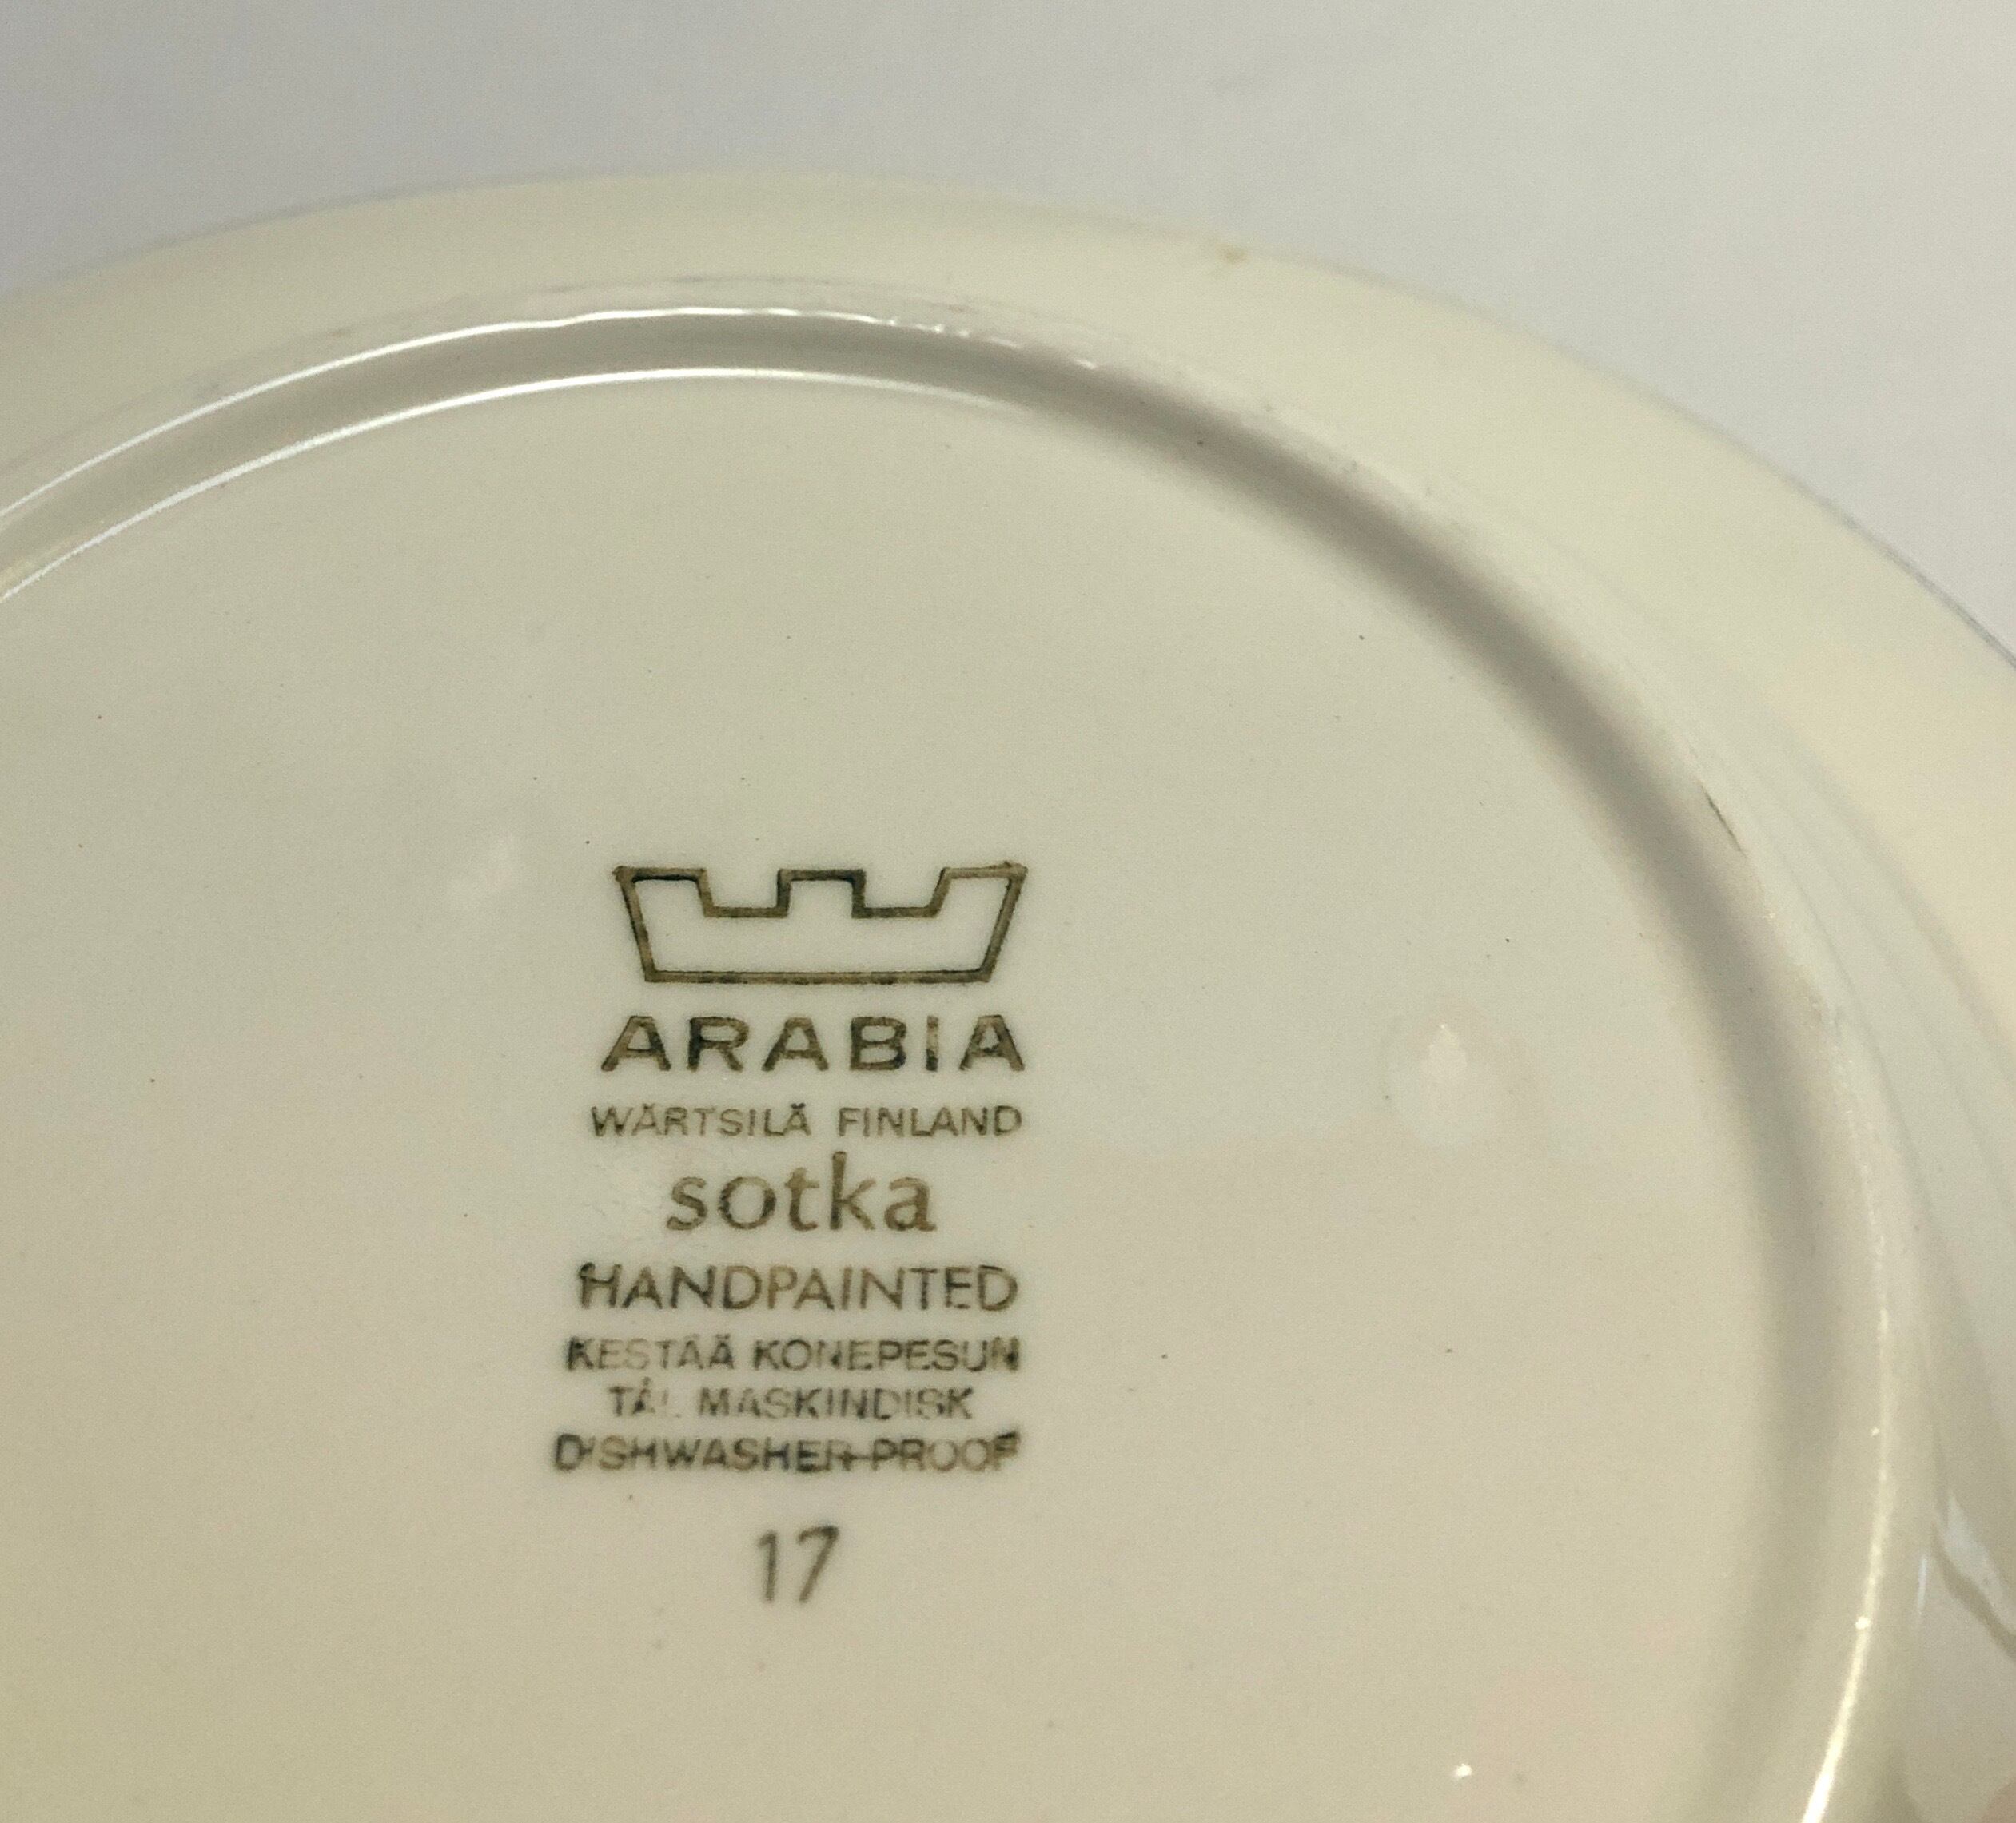 ARABIA
WÄRTSILÄ FINLAND
sotka
HANDPAINTED
KESTÄÄ KONEPESUN
TÅL MASKINDISK
DISHWASHER-PROOF
17